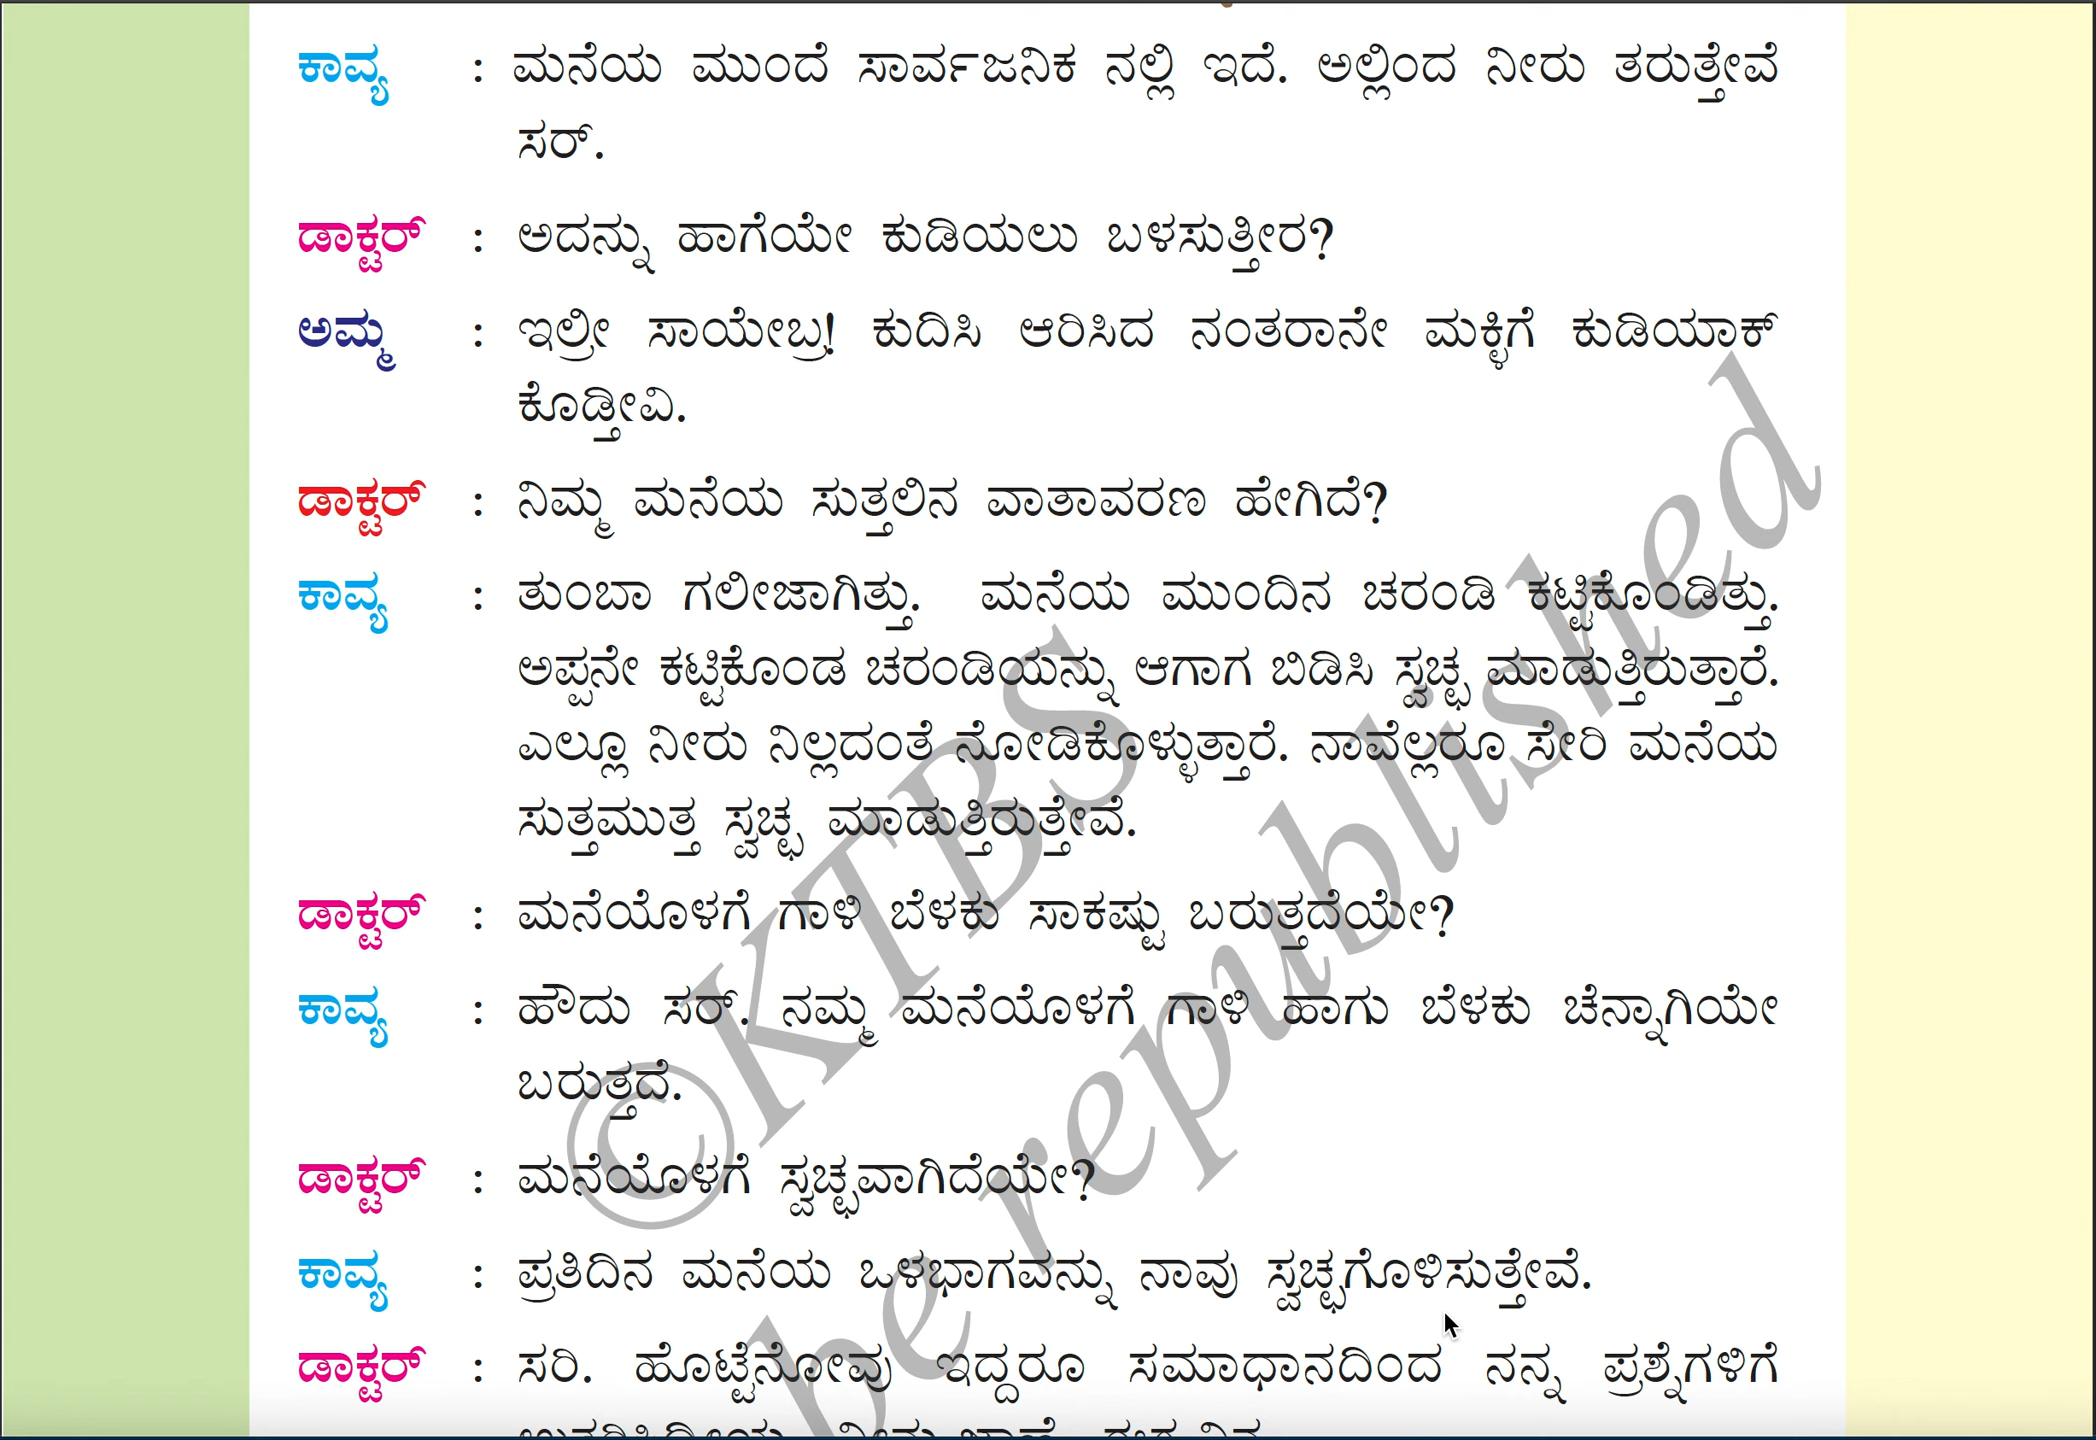 ಕಾವ್ಯ : ಮನೆಯ ಮುಂದೆ ಸಾರ್ವಜನಿಕ ನಲ್ಲಿ ಇದೆ. ಅಲ್ಲಿಂದ ನೀರು ತರುತ್ತೇವೆ
ಸರ್.
ಡಾಕ್ಟರ್ : ಅದನ್ನು ಹಾಗೆಯೇ ಕುಡಿಯಲು ಬಳಸುತ್ತೀರ?
ಅಮ್ಮ : ಇಲ್ರೀ ಸಾಯೇಬ್ರ! ಕುದಿಸಿ ಆರಿಸಿದ ನಂತರಾನೇ ಮಕ್ಳಿಗೆ ಕುಡಿಯಾಕ್
ಕೊಡ್ತೀವಿ.
ಡಾಕ್ಟರ್ : ನಿಮ್ಮ ಮನೆಯ ಸುತ್ತಲಿನ ವಾತಾವರಣ ಹೇಗಿದೆ?
ಕಾವ್ಯ : ತುಂಬಾ ಗಲೀಜಾಗಿತ್ತು. ಮನೆಯ ಮುಂದಿನ ಚರಂಡಿ ಕಟ್ಟಿಕೊಂಡಿತ್ತು.
ಅಪ್ಪನೇ ಕಟ್ಟಿಕೊಂಡ ಚರಂಡಿಯನ್ನು ಆಗಾಗ ಬಿಡಿಸಿ ಸ್ವಚ್ಛ ಮಾಡುತ್ತಿರುತ್ತಾರೆ.
ಎಲ್ಲೂ ನೀರು ನಿಲ್ಲದಂತೆ ನೋಡಿಕೊಳ್ಳುತ್ತಾರೆ. ನಾವೆಲ್ಲರೂ ಸೇರಿ ಮನೆಯ
ಸುತ್ತಮುತ್ತ ಸ್ವಚ್ಛ ಮಾಡುತ್ತಿರುತ್ತೇವೆ.
ಡಾಕ್ಟರ್ : ಮನೆಯೊಳಗೆ ಗಾಳಿ ಬೆಳಕು ಸಾಕಷ್ಟು ಬರುತ್ತದೆಯೇ?
ಕಾವ್ಯ : ಹೌದು ಸರ್. ನಮ್ಮ ಮನೆಯೊಳಗೆ ಗಾಳಿ ಹಾಗು ಬೆಳಕು ಚೆನ್ನಾಗಿಯೇ
ಬರುತ್ತದೆ.
ಡಾಕ್ಟರ್ : ಮನೆಯೊಳಗೆ ಸ್ವಚ್ಛವಾಗಿದೆಯೇ?
ಕಾವ್ಯ : ಪ್ರತಿದಿನ ಮನೆಯ ಒಳಭಾಗವನ್ನು ನಾವು ಸ್ವಚ್ಛಗೊಳಿಸುತ್ತೇವೆ.
ಡಾಕ್ಟರ್ : ಸರಿ. ಹೊಟ್ಟೆನೋವು ಇದ್ದರೂ ಸಮಾಧಾನದಿಂದ ನನ್ನ ಪ್ರಶ್ನೆಗಳಿಗೆ
©KTBS
be republished